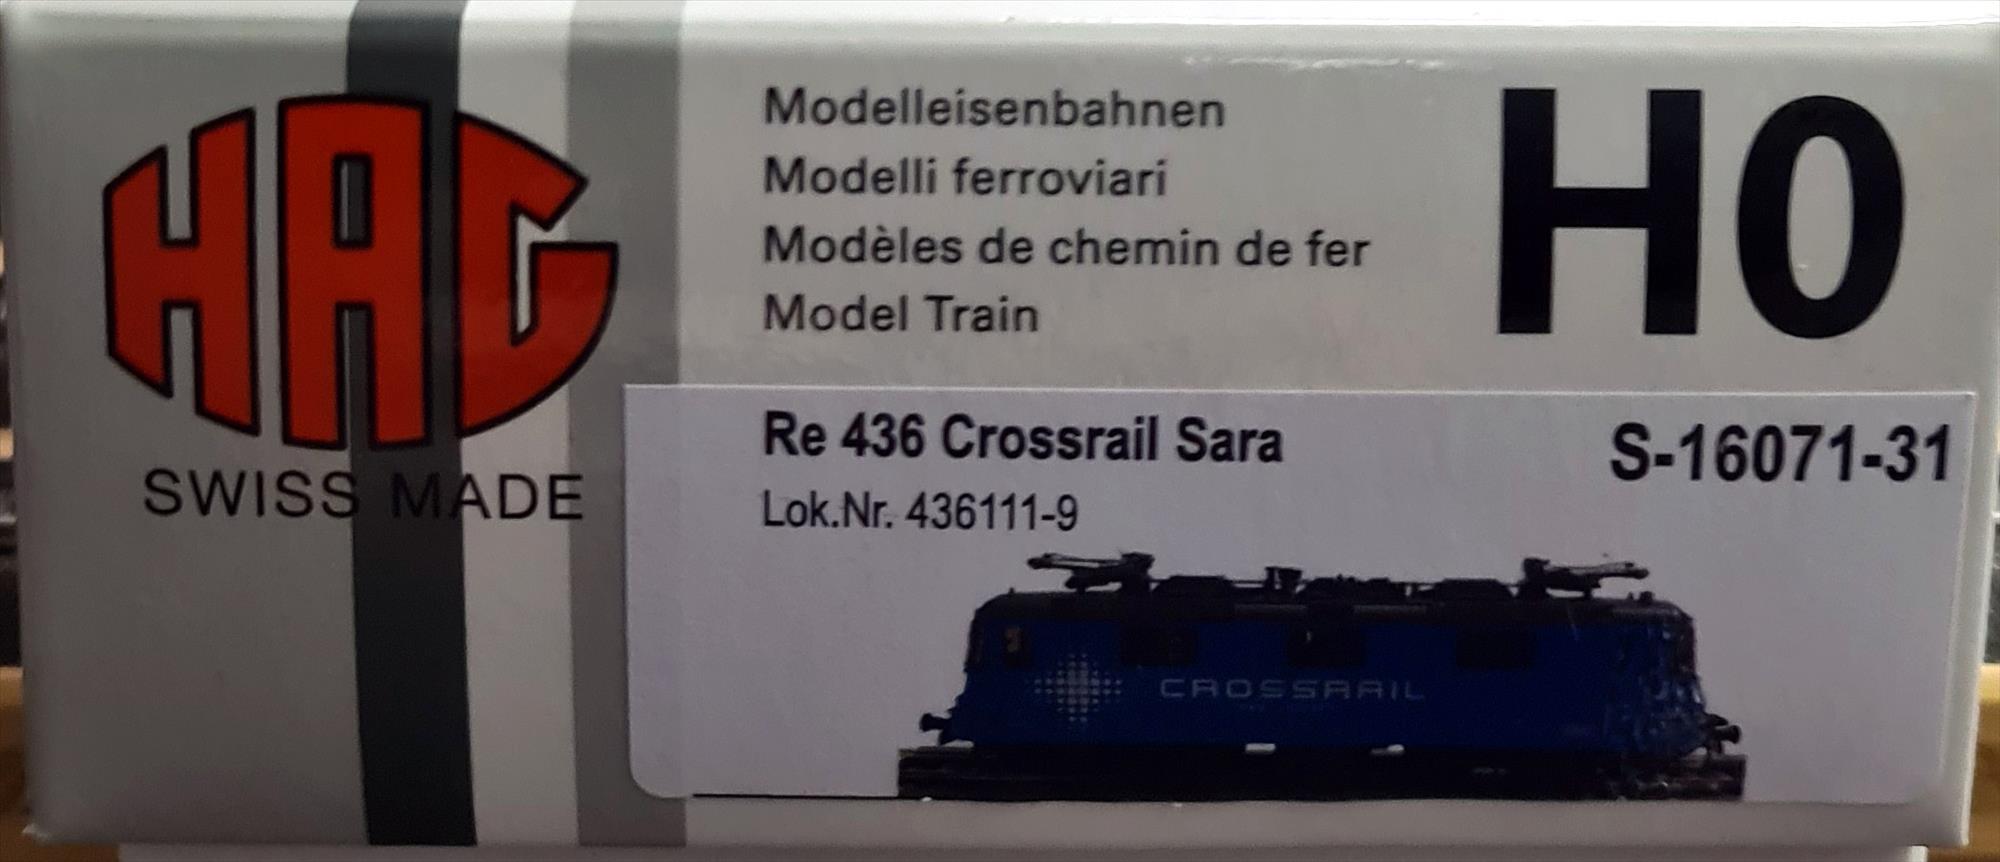 HAG
SWISS MADE
Modelleisenbahnen
Modelli ferroviari
Modèles de chemin de fer
Model Train
H0
Re 436 Crossrail Sara
S-16071-31
Lok.Nr. 436111-9
CROSSRAIL